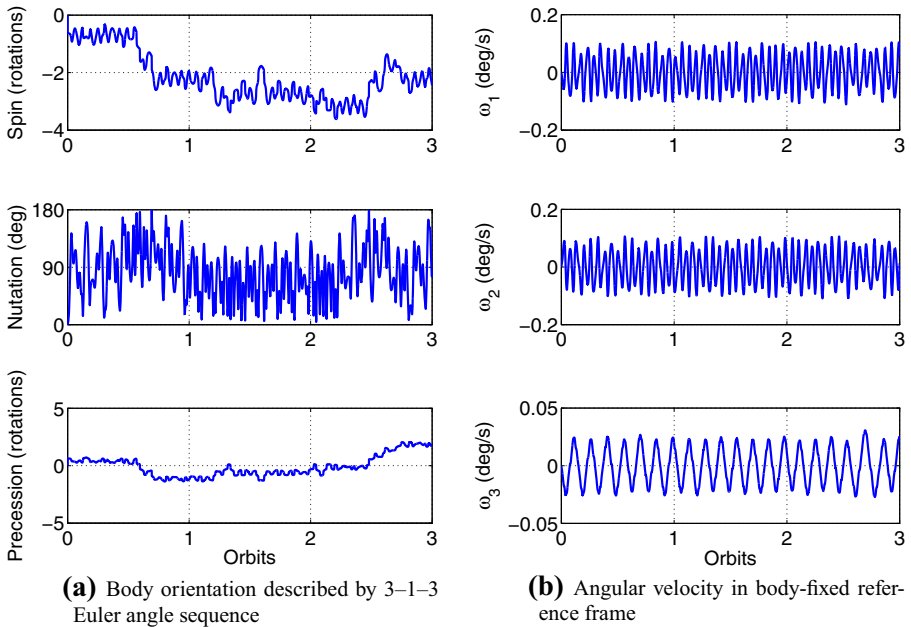 Spin (rotations)
0
−2
−4
0 1 2 3
Nutation (deg)
180
90
0
0 1 2 3
Precession (rotations)
5
0
−5
0 1 2 3
Orbits
(a) Body orientation described by 3–1–3
Euler angle sequence
ω1 (deg/s)
0.2
0
−0.2
0 1 2 3
ω2 (deg/s)
0.2
0
−0.2
0 1 2 3
ω3 (deg/s)
0.05
0
−0.05
0 1 2 3
Orbits
(b) Angular velocity in body-fixed refer-
ence frame